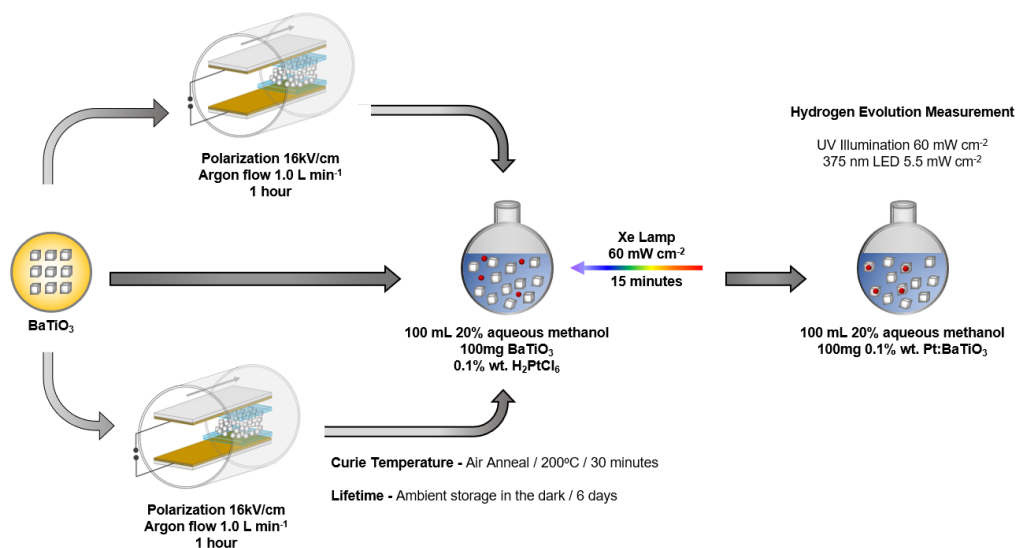 Polarization 16kV/cm
Argon flow 1.0 L min⁻¹
1 hour
Hydrogen Evolution Measurement
UV Illumination 60 mW cm⁻²
375 nm LED 5.5 mW cm⁻²
BaTiO₃
Xe Lamp
60 mW cm⁻²
15 minutes
100 mL 20% aqueous methanol
100mg BaTiO₃
0.1% wt. H₂PtCl₆
100 mL 20% aqueous methanol
100mg 0.1% wt. Pt:BaTiO₃
Polarization 16kV/cm
Argon flow 1.0 L min⁻¹
1 hour
Curie Temperature - Air Anneal / 200ºC / 30 minutes
Lifetime - Ambient storage in the dark / 6 days